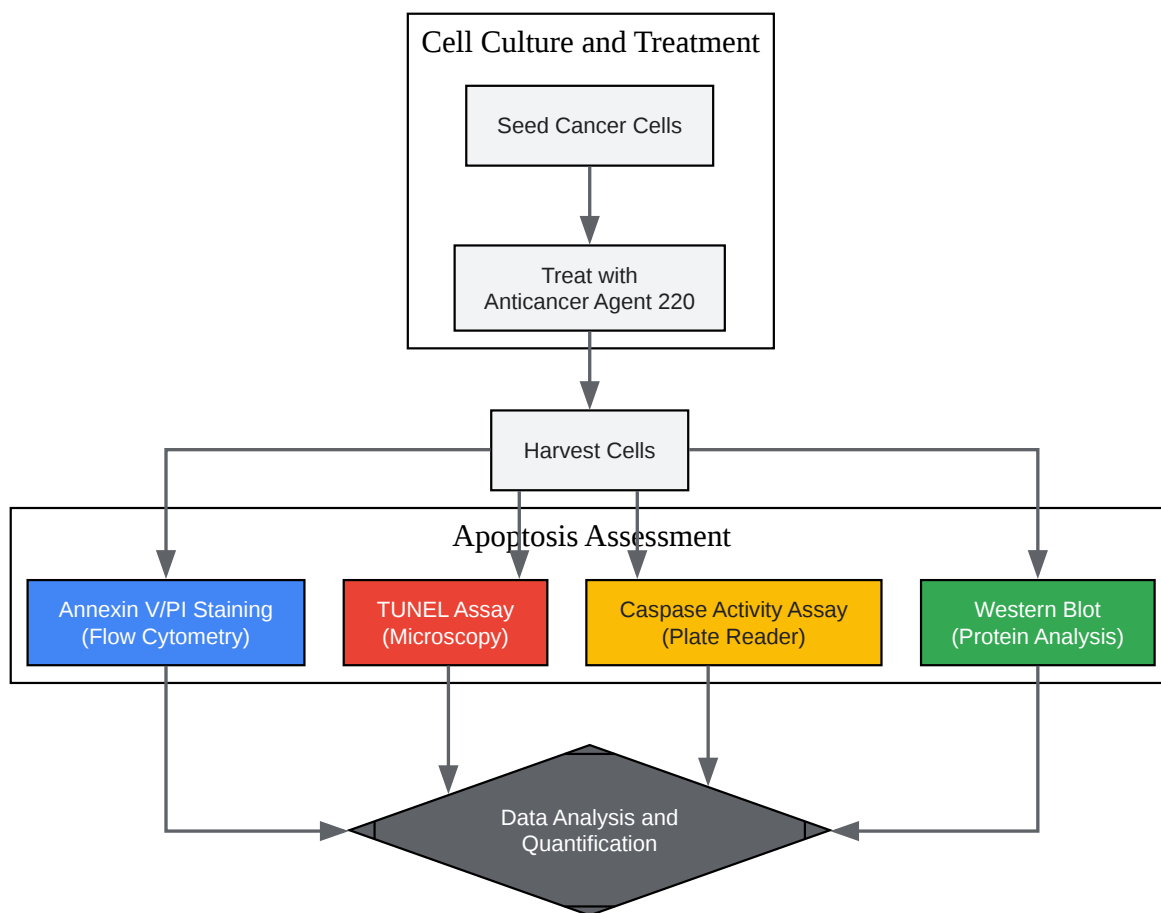 Cell Culture and Treatment
Seed Cancer Cells
Treat with
Anticancer Agent 220
Harvest Cells
Apoptosis Assessment
Annexin V/PI Staining
(Flow Cytometry)
TUNEL Assay
(Microscopy)
Caspase Activity Assay
(Plate Reader)
Western Blot
(Protein Analysis)
Data Analysis and
Quantification